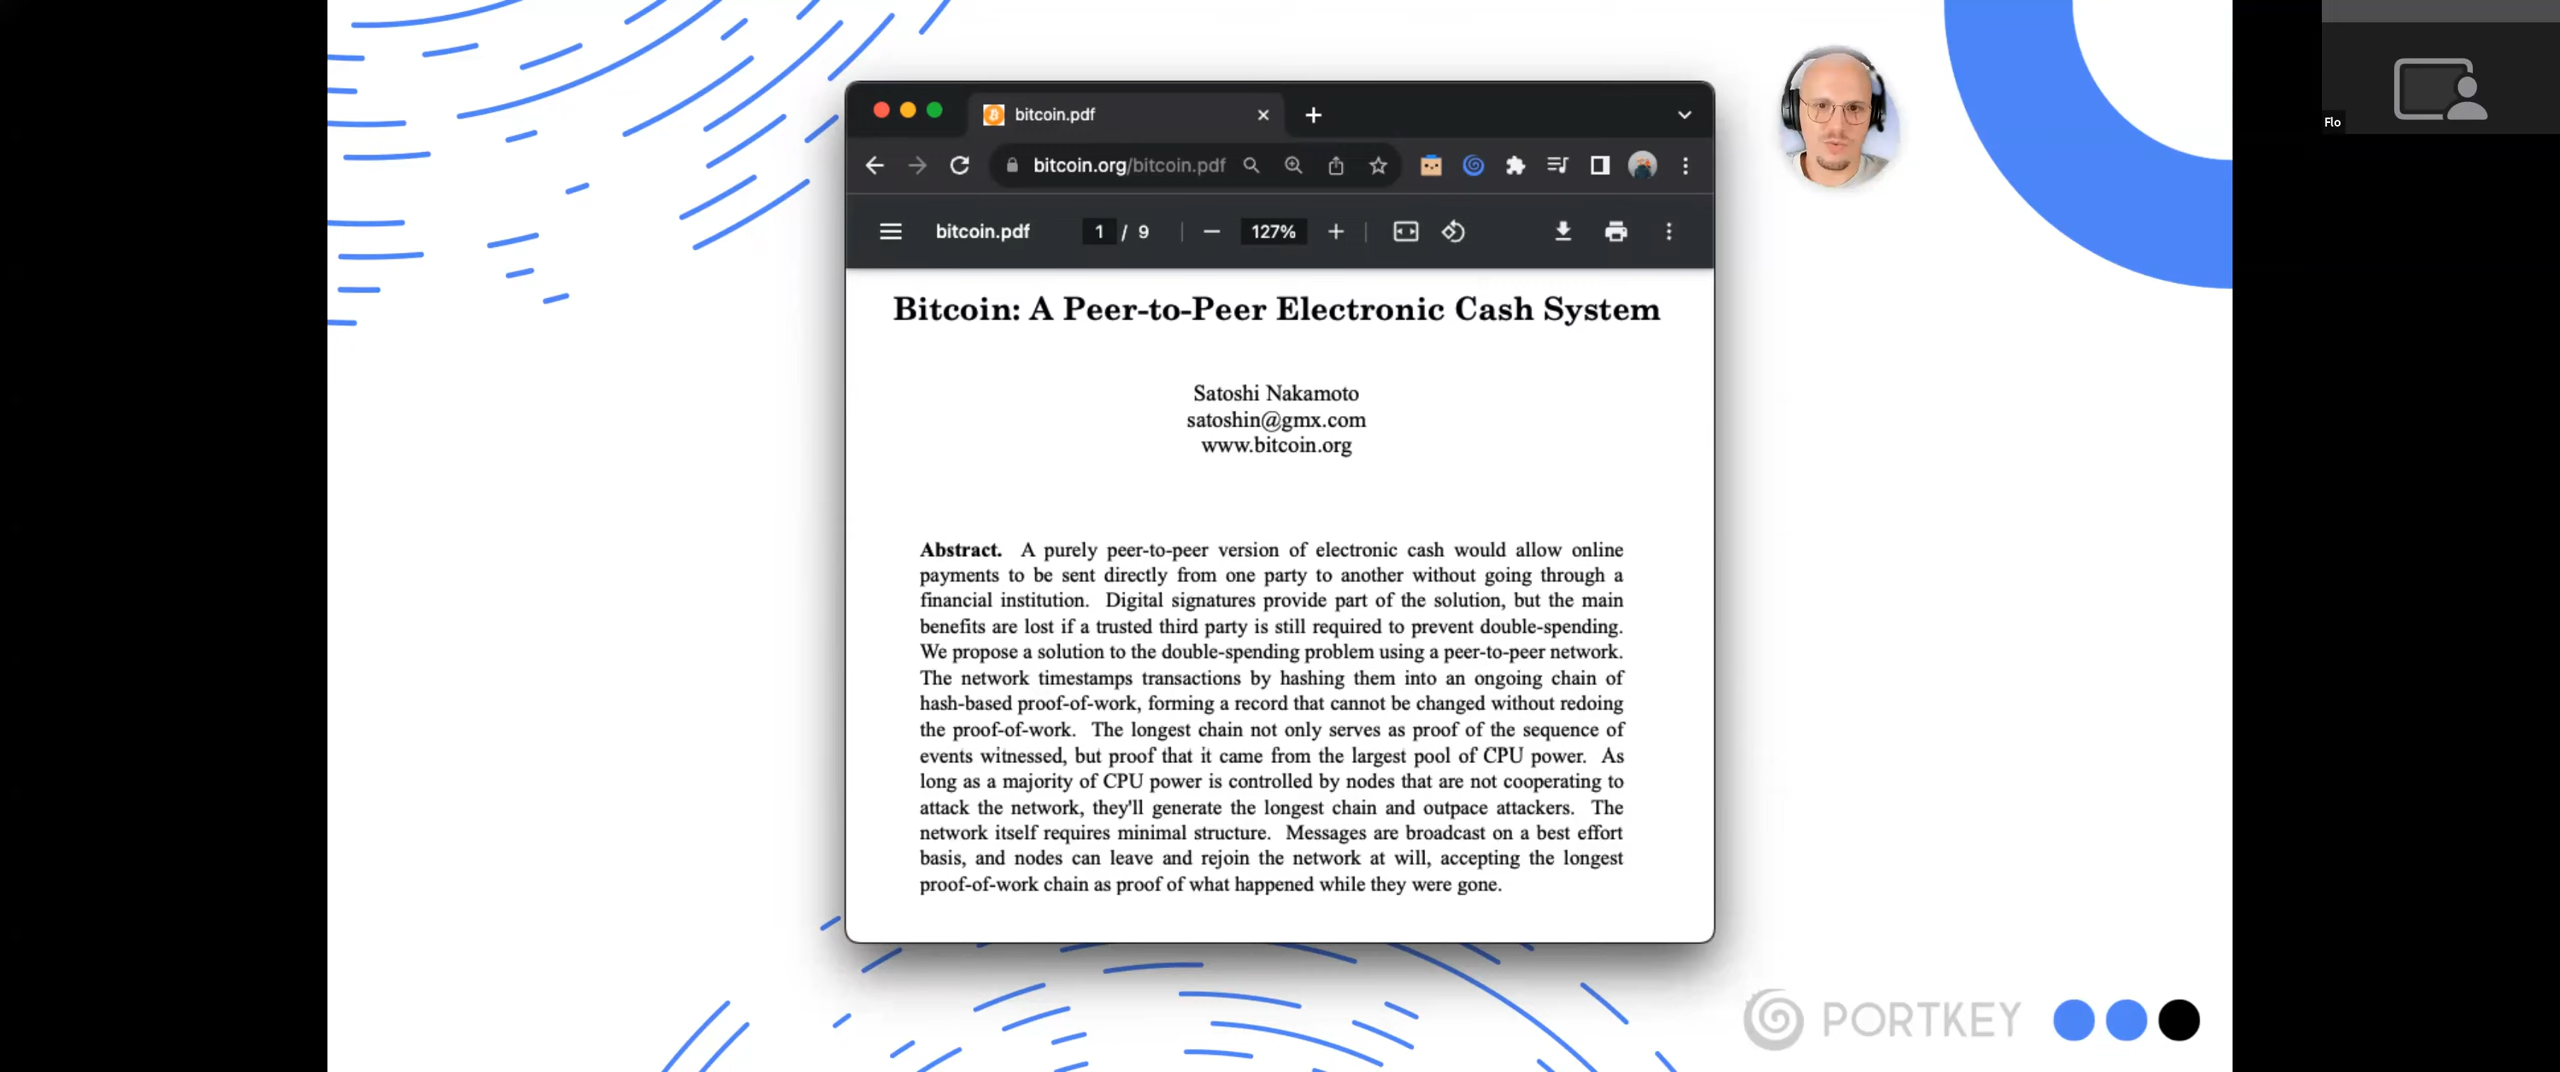 bitcoin.pdf
bitcoin.org/bitcoin.pdf
bitcoin.pdf 1 / 9 127%
Bitcoin: A Peer-to-Peer Electronic Cash System
Satoshi Nakamoto
satoshin@gmx.com
www.bitcoin.org
Abstract. A purely peer-to-peer version of electronic cash would allow online
payments to be sent directly from one party to another without going through a
financial institution. Digital signatures provide part of the solution, but the main
benefits are lost if a trusted third party is still required to prevent double-spending.
We propose a solution to the double-spending problem using a peer-to-peer network.
The network timestamps transactions by hashing them into an ongoing chain of
hash-based proof-of-work, forming a record that cannot be changed without redoing
the proof-of-work. The longest chain not only serves as proof of the sequence of
events witnessed, but proof that it came from the largest pool of CPU power. As
long as a majority of CPU power is controlled by nodes that are not cooperating to
attack the network, they'll generate the longest chain and outpace attackers. The
network itself requires minimal structure. Messages are broadcast on a best effort
basis, and nodes can leave and rejoin the network at will, accepting the longest
proof-of-work chain as proof of what happened while they were gone.
PORTKEY
Flo